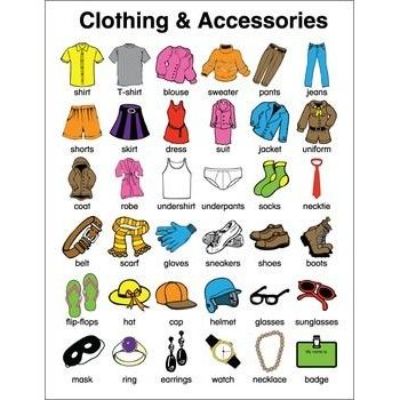 Clothing & Accessories
shirt T-shirt blouse sweater pants jeans
shorts skirt dress suit jacket uniform
coat robe undershirt underpants socks necktie
belt scarf gloves sneakers shoes boots
flip-flops hat cap helmet glasses sunglasses
My name is
mask ring earrings watch necklace badge